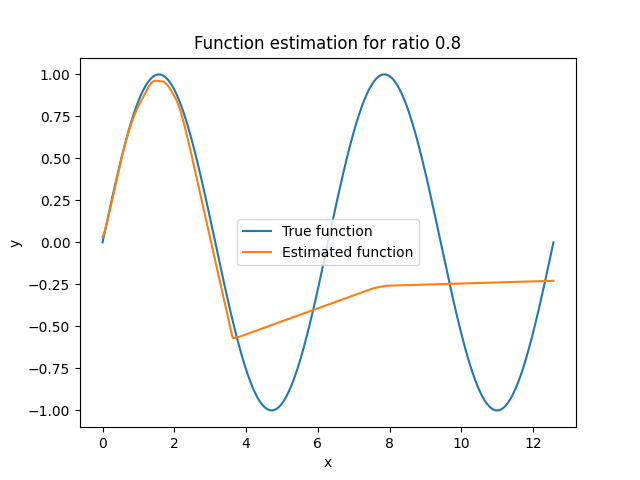 Function estimation for ratio 0.8
1.00
0.75
0.50
0.25
0.00
−0.25
−0.50
−0.75
−1.00
y
True function
Estimated function
0 2 4 6 8 10 12
x